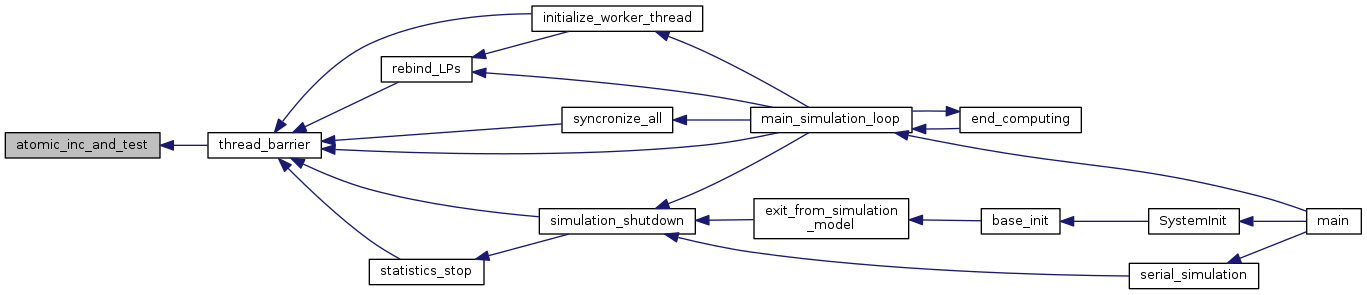 initialize_worker_thread
rebind_LPs
syncronize_all
main_simulation_loop
end_computing
atomic_inc_and_test
thread_barrier
exit_from_simulation
_model
simulation_shutdown
base_init
SystemInit
main
statistics_stop
serial_simulation